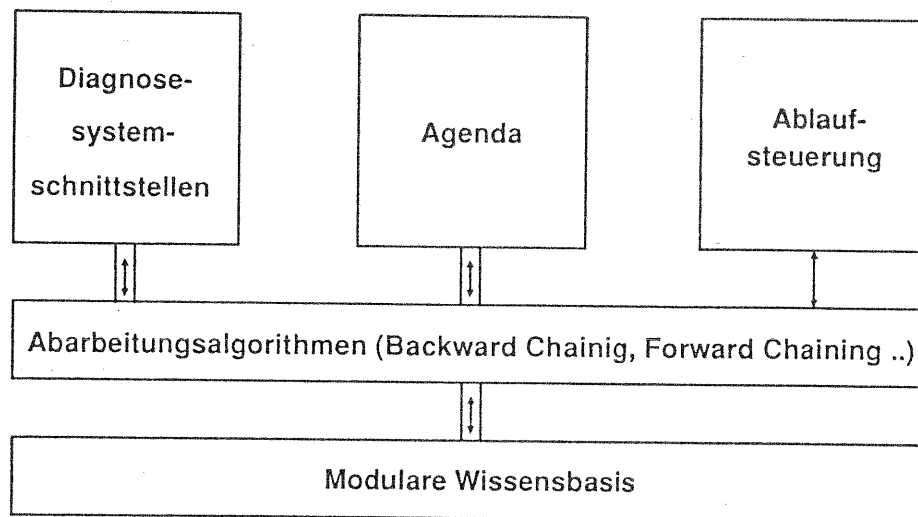 Diagnose-
system-
schnittstellen
Agenda
Ablauf-
steuerung
Abarbeitungsalgorithmen (Backward Chainig, Forward Chaining ..)
Modulare Wissensbasis